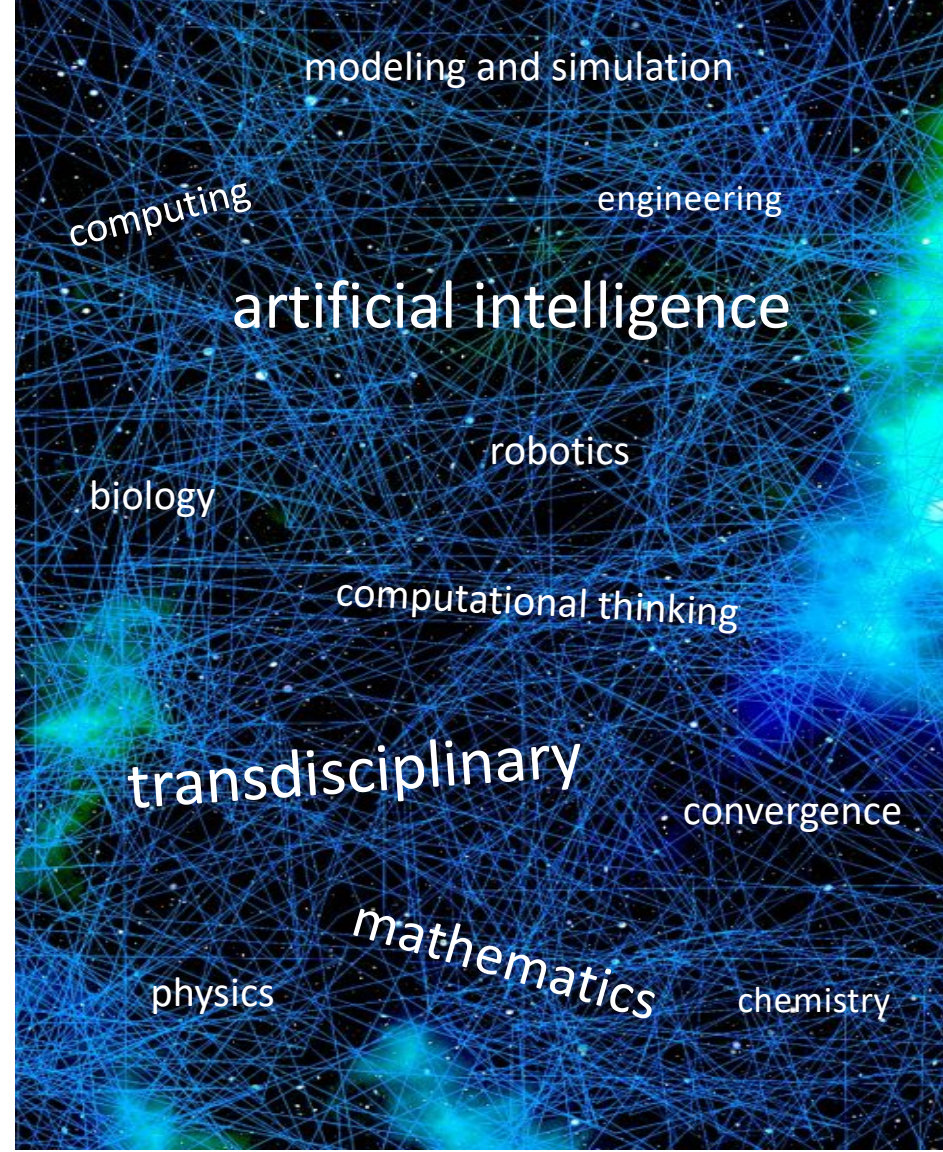 modeling and simulation
computing
engineering
artificial intelligence
robotics
biology
computational thinking
transdisciplinary
convergence
mathematics
physics
chemistry